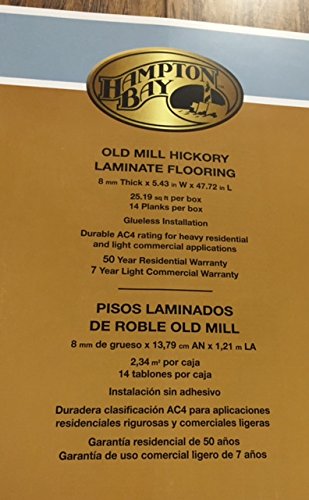 HAMPTON
BAY
OLD MILL HICKORY
LAMINATE FLOORING
8 mm Thick x 5.43 in W x 47.72 in L
25.19 sq ft per box
14 Planks per box
Glueless Installation
Durable AC4 rating for heavy residential
and light commercial applications
50 Year Residential Warranty
7 Year Light Commercial Warranty
PISOS LAMINADOS
DE ROBLE OLD MILL
8 mm de grueso x 13,79 cm AN x 1,21 m LA
2,34 m² por caja
14 tablones por caja
Instalación sin adhesivo
Duradera clasificación AC4 para aplicaciones
residenciales rigurosas y comerciales ligeras
Garantía residencial de 50 años
Garantía de uso comercial ligero de 7 años